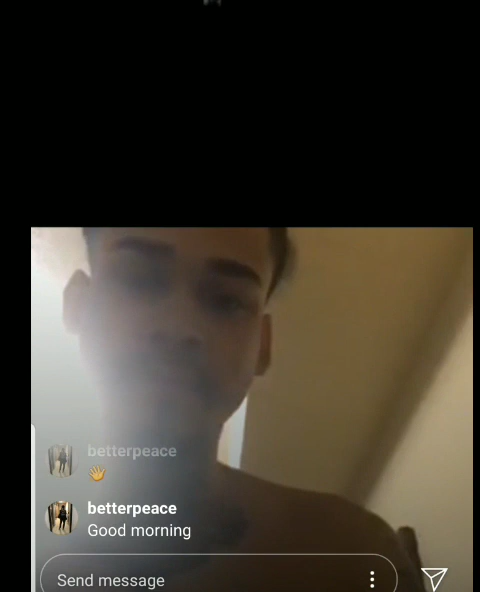 betterpeace
👋
betterpeace
Good morning
Send message